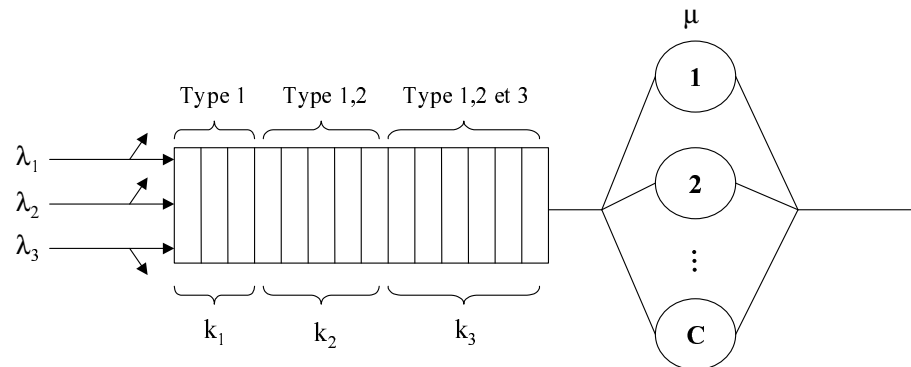 μ
1
Type 1
Type 1,2
Type 1,2 et 3
λ1
λ2
2
λ3
⋮
k1
k2
k3
C